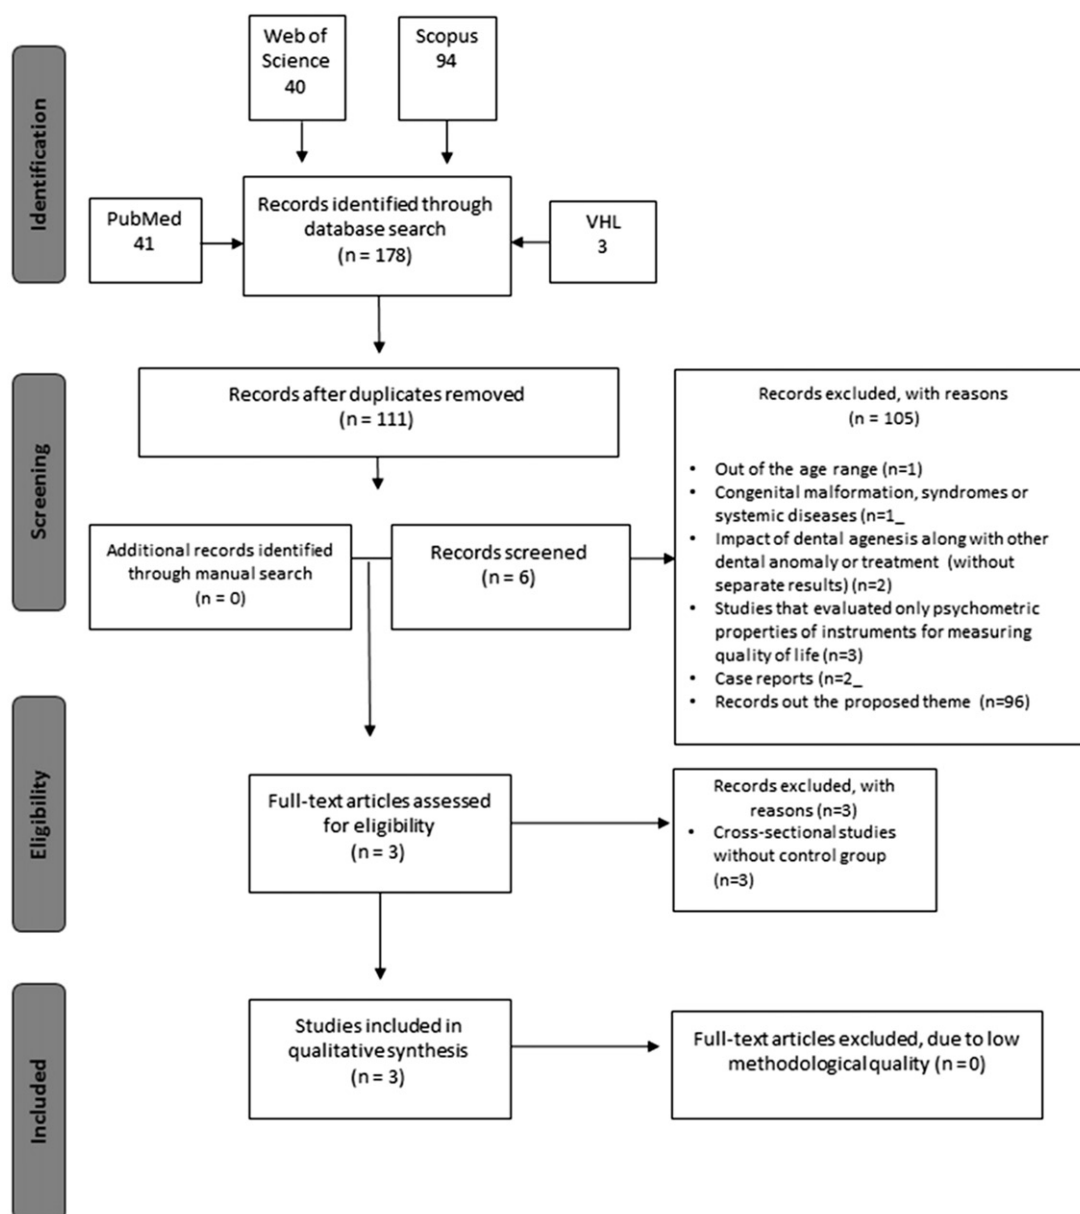 Identification
Web of
Science
40
Scopus
94
PubMed
41
Records identified through
database search
(n = 178)
VHL
3
Screening
Records after duplicates removed
(n = 111)
Additional records identified
through manual search
(n = 0)
Records screened
(n = 6)
Records excluded, with reasons
(n = 105)
• Out of the age range (n=1)
• Congenital malformation, syndromes or
systemic diseases (n=1_
• Impact of dental agenesis along with other
dental anomaly or treatment (without
separate results) (n=2)
• Studies that evaluated only psychometric
properties of instruments for measuring
quality of life (n=3)
• Case reports (n=2_
• Records out the proposed theme (n=96)
Eligibility
Full-text articles assessed
for eligibility
(n = 3)
Records excluded, with
reasons (n=3)
• Cross-sectional studies
without control group
(n=3)
Included
Studies included in
qualitative synthesis
(n = 3)
Full-text articles excluded, due to low
methodological quality (n = 0)